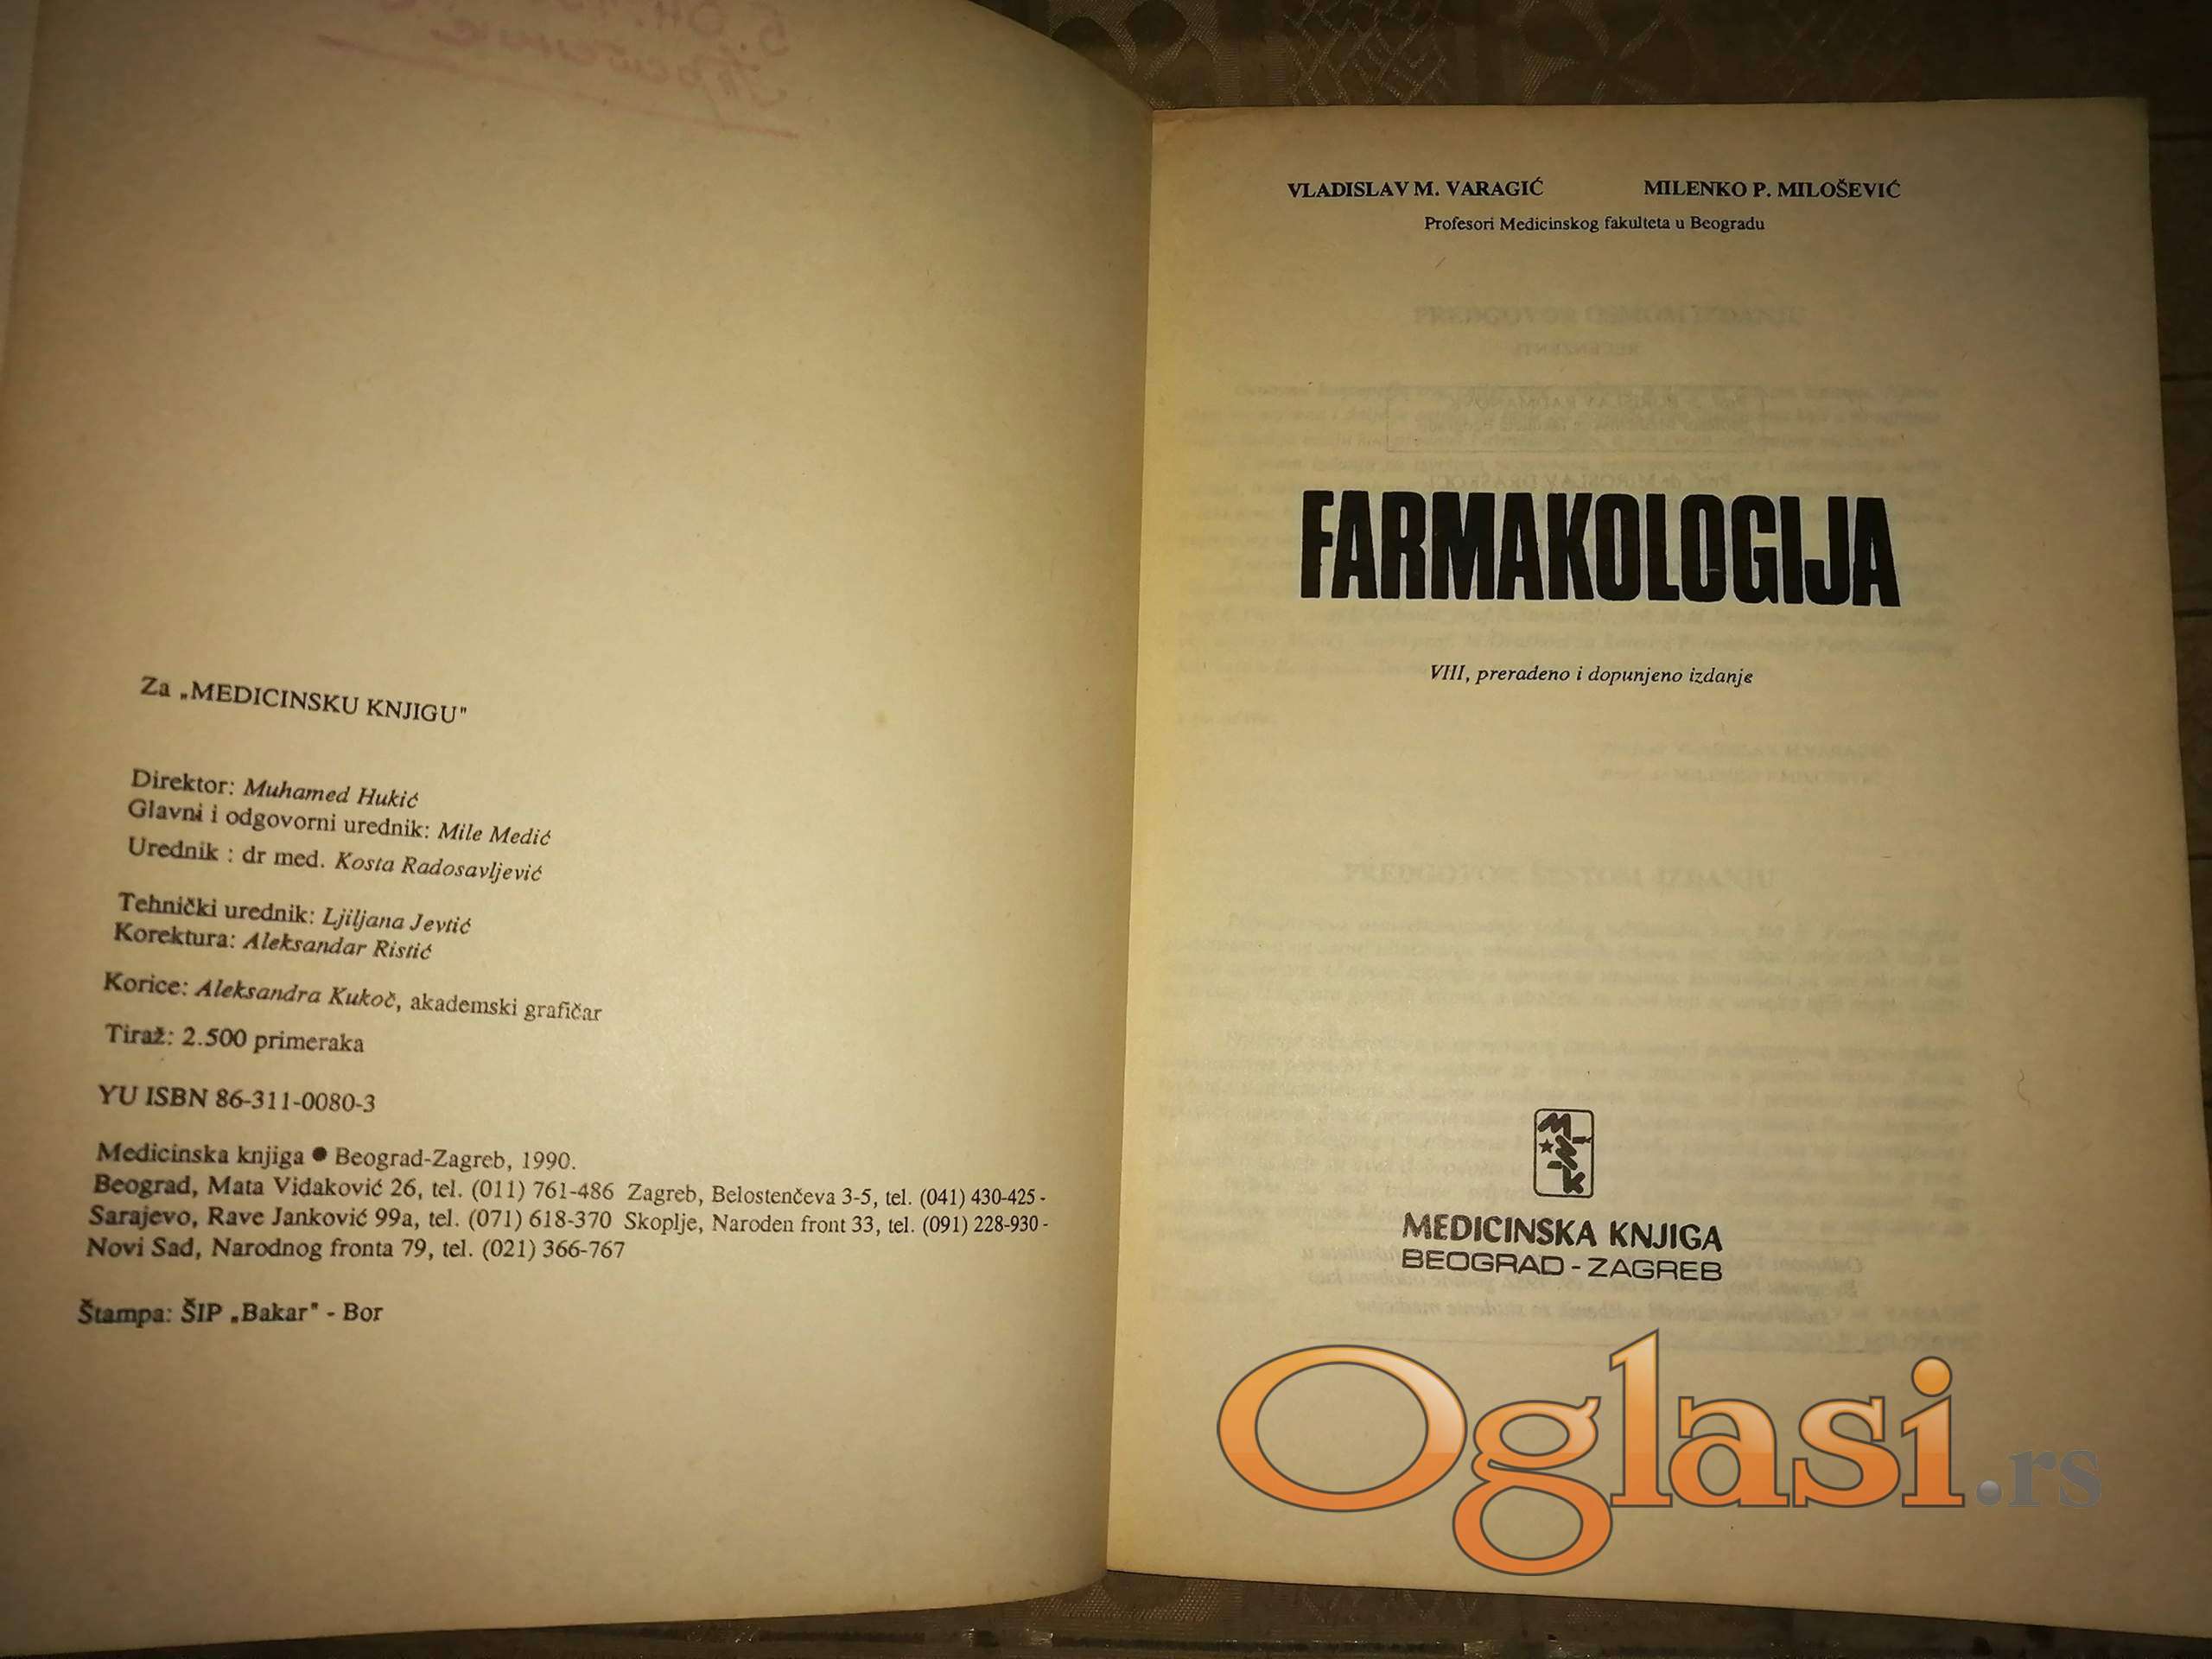 Za „MEDICINSKU KNJIGU"
Direktor: Muhamed Hukić
Glavni i odgovorni urednik: Mile Medić
Urednik : dr med. Kosta Radosavljević
Tehnički urednik: Ljiljana Jevtić
Korektura: Aleksandar Ristić
Korice: Aleksandra Kukoč, akademski grafičar
Tiraž: 2.500 primeraka
YU ISBN 86-311-0080-3
Medicinska knjiga ● Beograd-Zagreb, 1990.
Beograd, Mata Vidaković 26, tel. (011) 761-486 Zagreb, Belostenčeva 3-5, tel. (041) 430-425 -
Sarajevo, Rave Janković 99a, tel. (071) 618-370 Skoplje, Naroden front 33, tel. (091) 228-930 -
Novi Sad, Narodnog fronta 79, tel. (021) 366-767
Štampa: ŠIP „Bakar" - Bor
VLADISLAV M. VARAGIĆ MILENKO P. MILOŠEVIĆ
Profesori Medicinskog fakulteta u Beogradu
FARMAKOLOGIJA
VIII, prerađeno i dopunjeno izdanje
MEDICINSKA KNJIGA
BEOGRAD - ZAGREB
Oglasi.rs